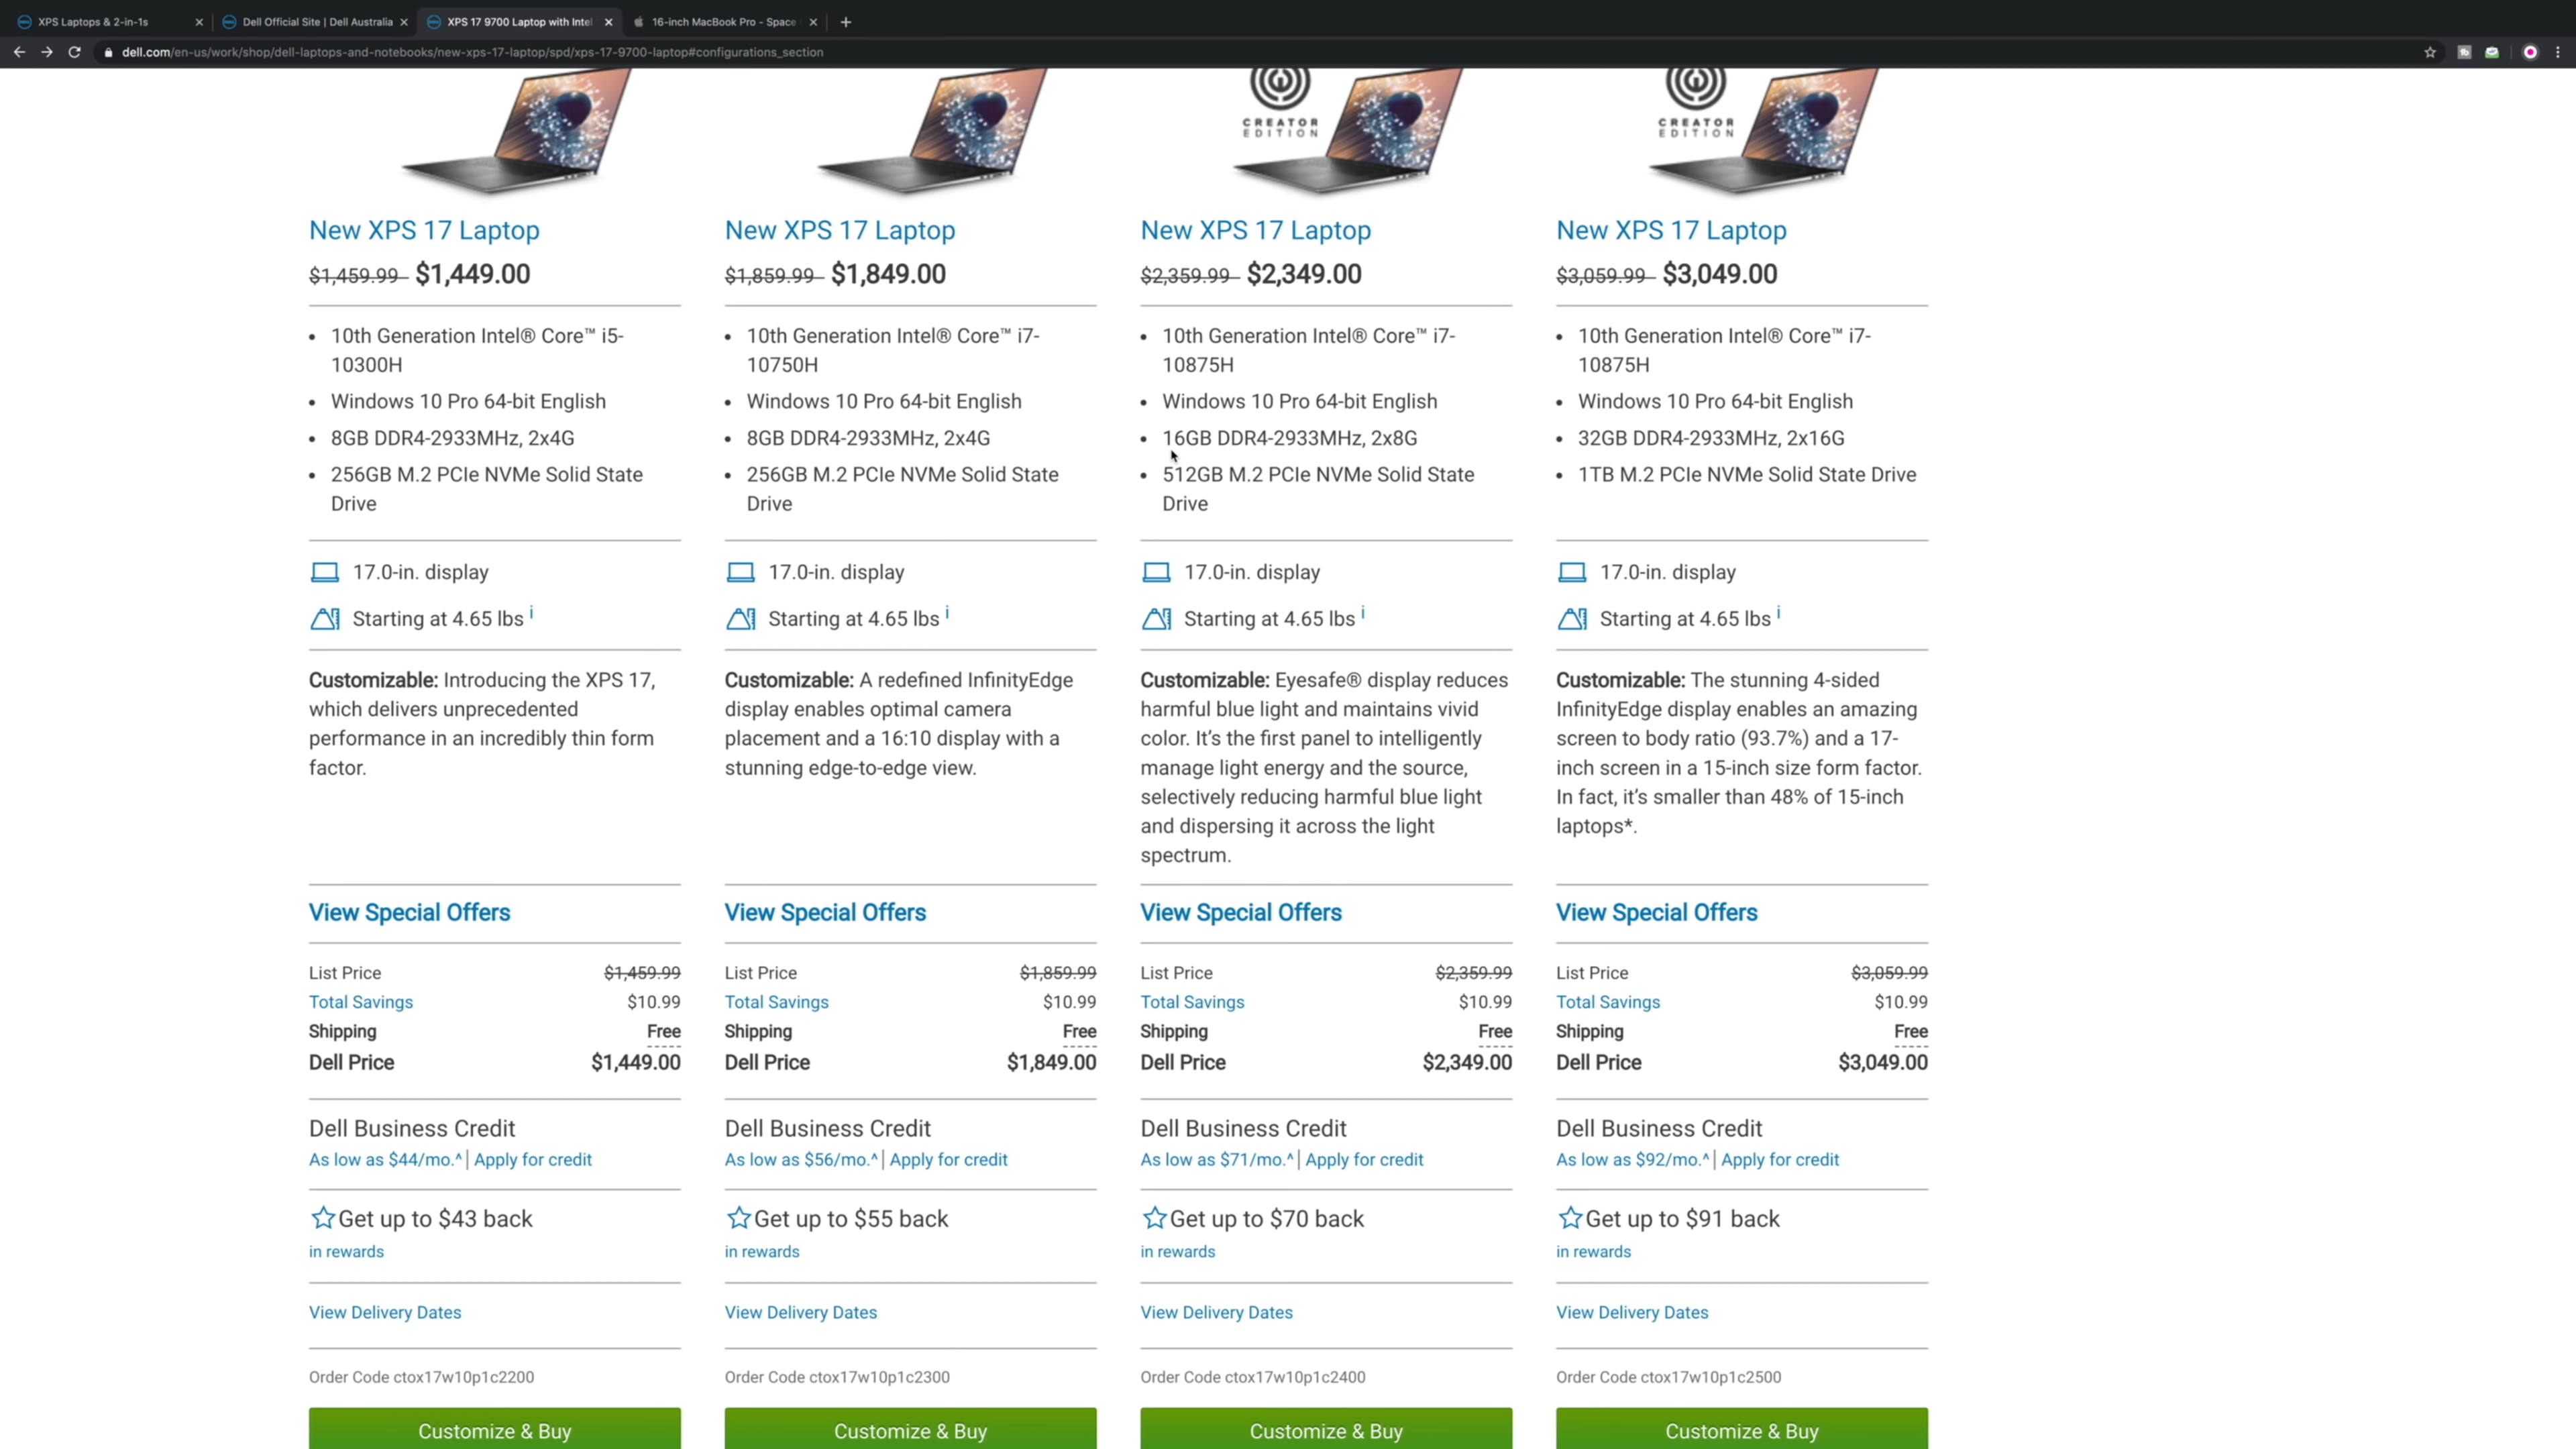 XPS Laptops & 2-in-1s
Dell Official Site | Dell Australia
XPS 17 9700 Laptop with Intel
16-inch MacBook Pro - Space
dell.com/en-us/work/shop/dell-laptops-and-notebooks/new-xps-17-laptop/spd/xps-17-9700-laptop#configurations_section
CREATOR
EDITION
CREATOR
EDITION
New XPS 17 Laptop
$1,459.99 $1,449.00
10th Generation Intel® Core™ i5-
10300H
Windows 10 Pro 64-bit English
8GB DDR4-2933MHz, 2x4G
256GB M.2 PCIe NVMe Solid State
Drive
17.0-in. display
Starting at 4.65 lbs i
Customizable: Introducing the XPS 17,
which delivers unprecedented
performance in an incredibly thin form
factor.
View Special Offers
List Price $1,459.99
Total Savings $10.99
Shipping Free
Dell Price $1,449.00
Dell Business Credit
As low as $44/mo.^ | Apply for credit
Get up to $43 back
in rewards
View Delivery Dates
Order Code ctox17w10p1c2200
Customize & Buy
New XPS 17 Laptop
$1,859.99 $1,849.00
10th Generation Intel® Core™ i7-
10750H
Windows 10 Pro 64-bit English
8GB DDR4-2933MHz, 2x4G
256GB M.2 PCIe NVMe Solid State
Drive
17.0-in. display
Starting at 4.65 lbs i
Customizable: A redefined InfinityEdge
display enables optimal camera
placement and a 16:10 display with a
stunning edge-to-edge view.
View Special Offers
List Price $1,859.99
Total Savings $10.99
Shipping Free
Dell Price $1,849.00
Dell Business Credit
As low as $56/mo.^ | Apply for credit
Get up to $55 back
in rewards
View Delivery Dates
Order Code ctox17w10p1c2300
Customize & Buy
New XPS 17 Laptop
$2,359.99 $2,349.00
10th Generation Intel® Core™ i7-
10875H
Windows 10 Pro 64-bit English
16GB DDR4-2933MHz, 2x8G
512GB M.2 PCIe NVMe Solid State
Drive
17.0-in. display
Starting at 4.65 lbs i
Customizable: Eyesafe® display reduces
harmful blue light and maintains vivid
color. It’s the first panel to intelligently
manage light energy and the source,
selectively reducing harmful blue light
and dispersing it across the light
spectrum.
View Special Offers
List Price $2,359.99
Total Savings $10.99
Shipping Free
Dell Price $2,349.00
Dell Business Credit
As low as $71/mo.^ | Apply for credit
Get up to $70 back
in rewards
View Delivery Dates
Order Code ctox17w10p1c2400
Customize & Buy
New XPS 17 Laptop
$3,059.99 $3,049.00
10th Generation Intel® Core™ i7-
10875H
Windows 10 Pro 64-bit English
32GB DDR4-2933MHz, 2x16G
1TB M.2 PCIe NVMe Solid State Drive
17.0-in. display
Starting at 4.65 lbs i
Customizable: The stunning 4-sided
InfinityEdge display enables an amazing
screen to body ratio (93.7%) and a 17-
inch screen in a 15-inch size form factor.
In fact, it’s smaller than 48% of 15-inch
laptops*.
View Special Offers
List Price $3,059.99
Total Savings $10.99
Shipping Free
Dell Price $3,049.00
Dell Business Credit
As low as $92/mo.^ | Apply for credit
Get up to $91 back
in rewards
View Delivery Dates
Order Code ctox17w10p1c2500
Customize & Buy